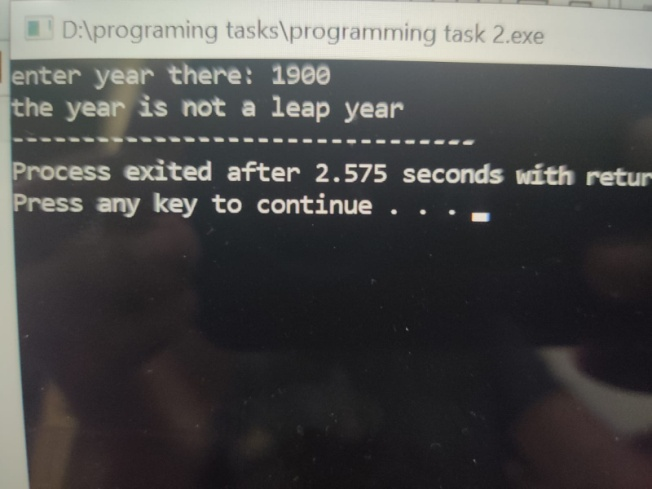 D:\programing tasks\programming task 2.exe
enter year there: 1900
the year is not a leap year
--------------------------------
Process exited after 2.575 seconds with retur
Press any key to continue . . .